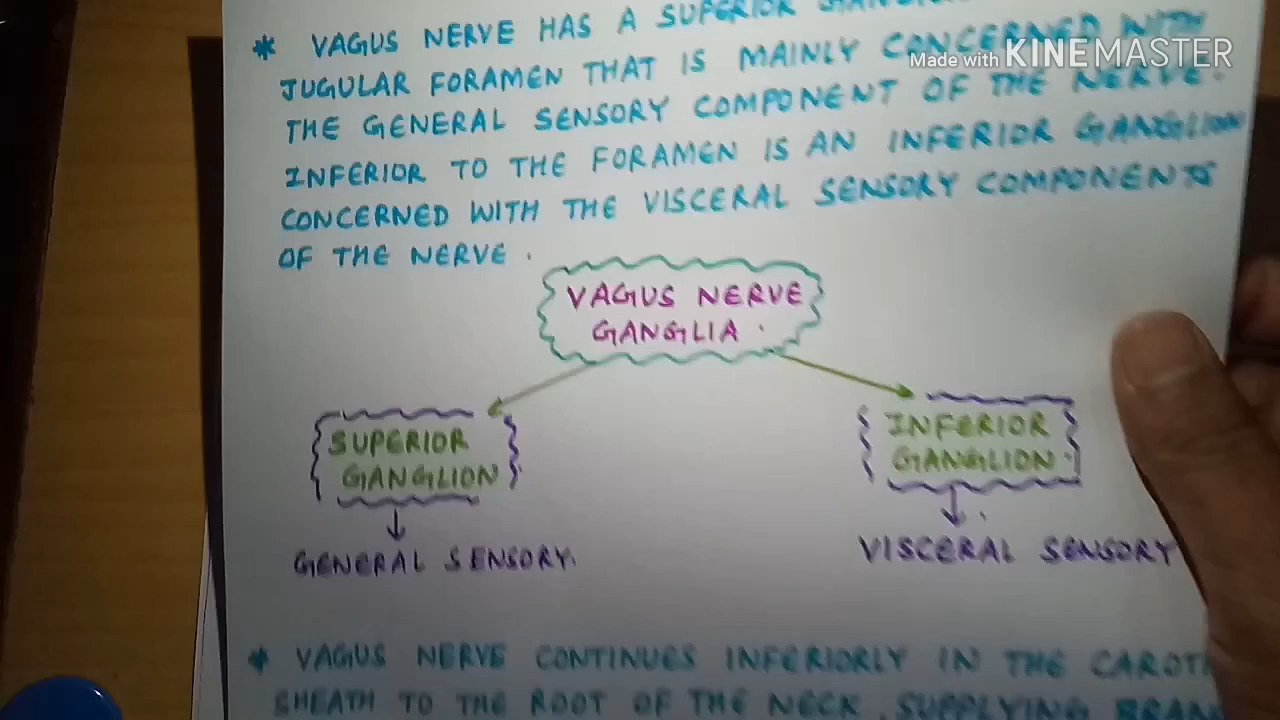 * VAGUS NERVE HAS A SUPERIOR
Made with KINEMASTER
JUGULAR FORAMEN THAT IS MAINLY CONCERNED WITH
THE GENERAL SENSORY COMPONENT OF THE NERVE.
INFERIOR TO THE FORAMEN IS AN INFERIOR GANGLION
CONCERNED WITH THE VISCERAL SENSORY COMPONENTS
OF THE NERVE.
VAGUS NERVE
GANGLIA.
SUPERIOR
GANGLION
GENERAL SENSORY.
INFERIOR
GANGLION.
VISCERAL SENSORY
* VAGUS NERVE CONTINUES INFERIORLY IN THE CAROTI
SHEATH TO THE ROOT OF THE NECK, SUPPLYING BRAN